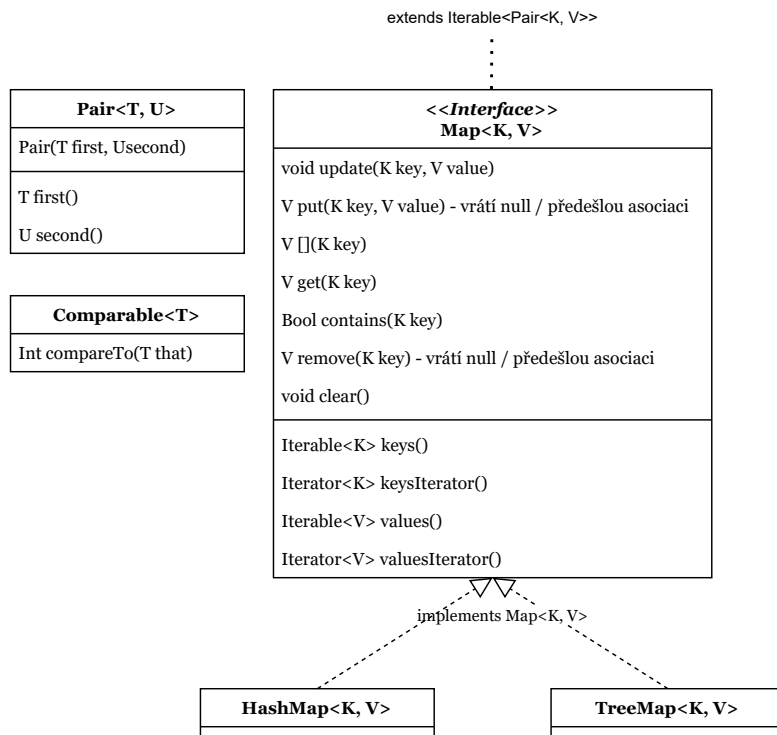 extends Iterable<Pair<K, V>>
Pair<T, U>
Pair(T first, Usecond)
T first()
U second()
Comparable<T>
Int compareTo(T that)
<<Interface>>
Map<K, V>
void update(K key, V value)
V put(K key, V value) - vrátí null / předešlou asociaci
V [](K key)
V get(K key)
Bool contains(K key)
V remove(K key) - vrátí null / předešlou asociaci
void clear()
Iterable<K> keys()
Iterator<K> keysIterator()
Iterable<V> values()
Iterator<V> valuesIterator()
implements Map<K, V>
HashMap<K, V>
TreeMap<K, V>